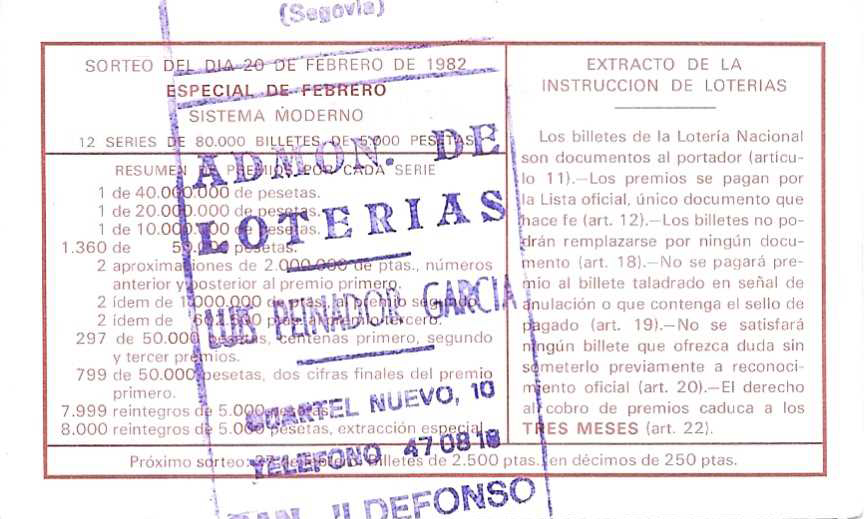 (Segovia)
SORTEO DEL DIA 20 DE FEBRERO DE 1982
ESPECIAL DE FEBRERO
SISTEMA MODERNO
12 SERIES DE 80.000 BILLETES DE 5.000 PESETAS
RESUMEN DE PREMIOS POR CADA SERIE
1 de 40.000.000 de pesetas.
1 de 20.000.000 de pesetas.
1 de 10.000.000 de pesetas.
1.360 de 50.000 pesetas.
2 aproximaciones de 2.000.000 de ptas., números
anterior y posterior al premio primero.
2 ídem de 1.000.000 de ptas., al premio segundo.
2 ídem de ptas., al premio tercero.
297 de 50.000 pesetas, centenas primero, segundo
y tercer premios.
799 de 50.000 pesetas, dos cifras finales del premio
primero.
7.999 reintegros de 5.000 pesetas.
8.000 reintegros de 5.000 pesetas, extracción especial.
EXTRACTO DE LA
INSTRUCCION DE LOTERIAS
Los billetes de la Lotería Nacional
son documentos al portador (artícu-
lo 11).—Los premios se pagan por
la Lista oficial, único documento que
hace fe (art. 12).—Los billetes no po-
drán remplazarse por ningún docu-
mento (art. 18).—No se pagará pre-
mio al billete taladrado en señal de
anulación o que contenga el sello de
pagado (art. 19).—No se satisfará
ningún billete que ofrezca duda sin
someterlo previamente a reconoci-
miento oficial (art. 20).—El derecho
al cobro de premios caduca a los
TRES MESES (art. 22).
Próximo sorteo: 27 de Billetes de 2.500 ptas. en décimos de 250 ptas.
ADMON. DE
LOTERIAS
LUIS PEINADOR GARCIA
CUARTEL NUEVO, 10
TELEFONO 47 08 18
SAN ILDEFONSO